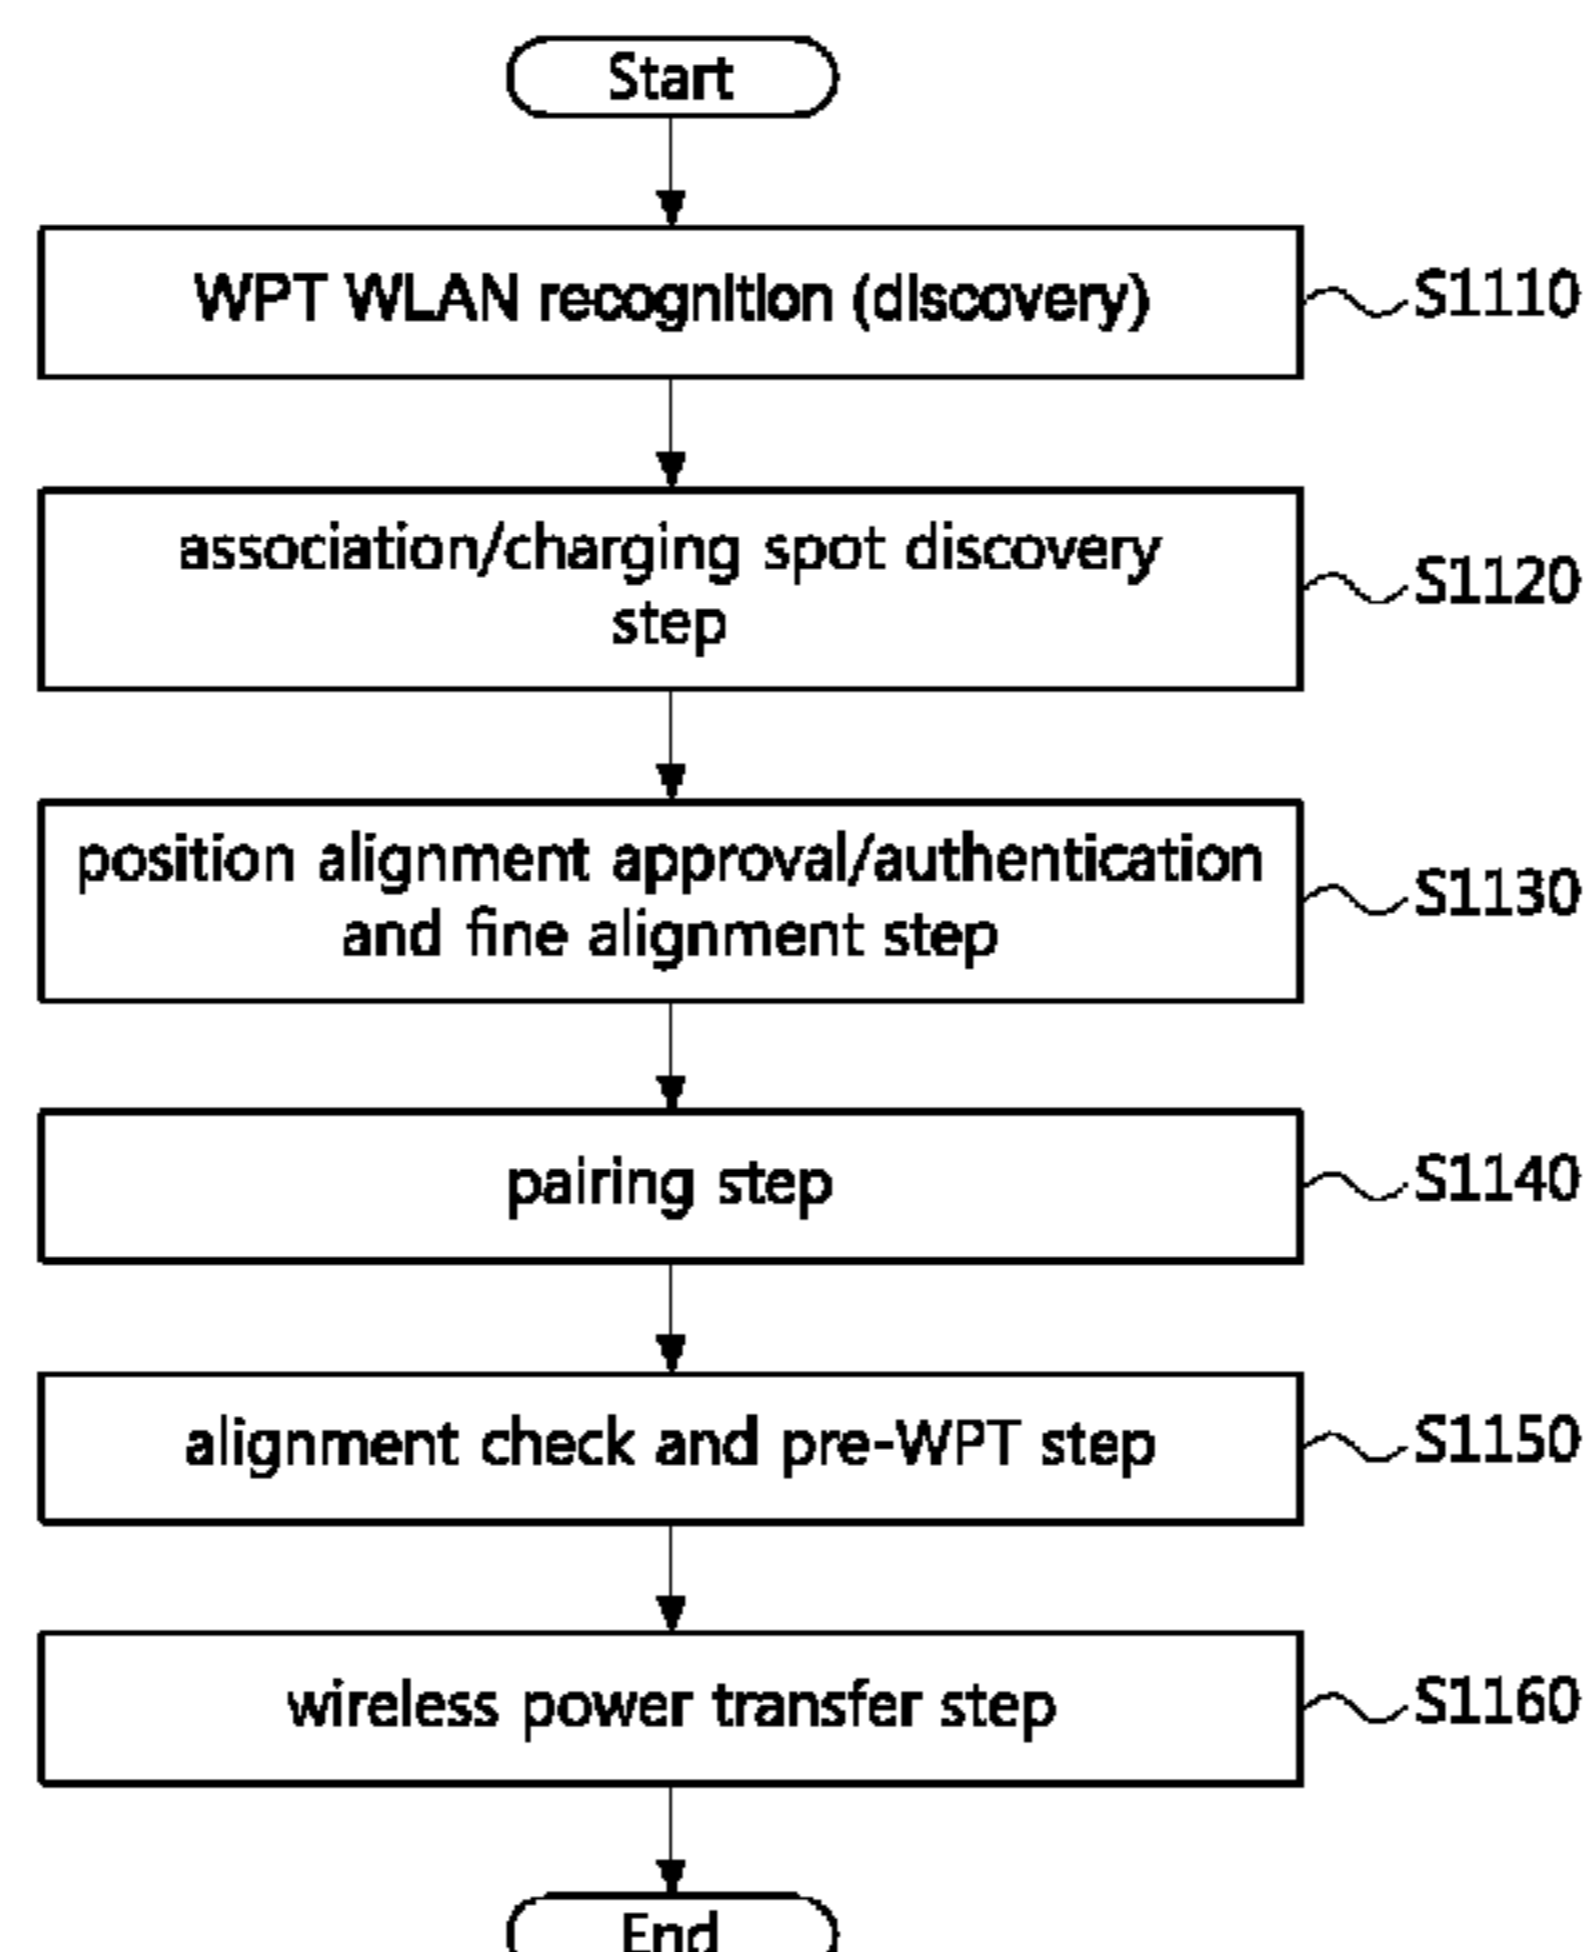 Start
WPT WLAN recognition (discovery)
S1110
association/charging spot discovery
step
S1120
position alignment approval/authentication
and fine alignment step
S1130
pairing step
S1140
alignment check and pre-WPT step
S1150
wireless power transfer step
S1160
End